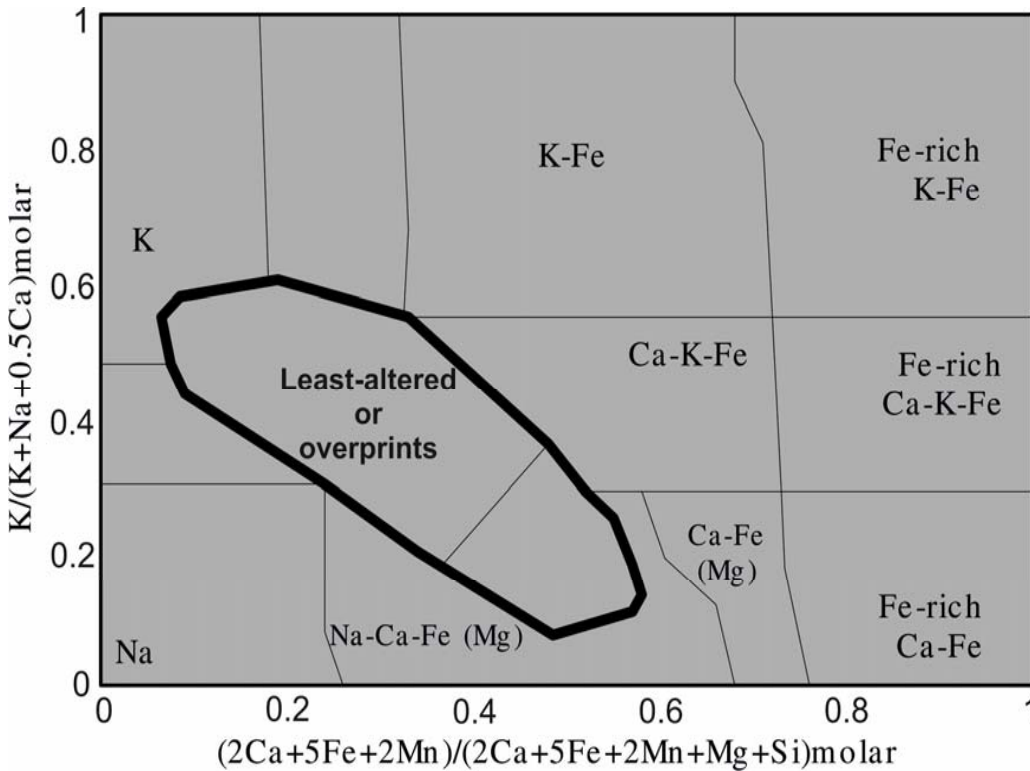 1
0.8
0.6
0.4
0.2
0
K/(K+Na+0.5Ca)molar
K-Fe
Fe-rich
K-Fe
K
Ca-K-Fe
Fe-rich
Ca-K-Fe
Least-altered
or
overprints
Ca-Fe
(Mg)
Na-Ca-Fe (Mg)
Fe-rich
Ca-Fe
Na
0
0.2
0.4
0.6
0.8
1
(2Ca+5Fe+2Mn)/(2Ca+5Fe+2Mn+Mg+Si)molar